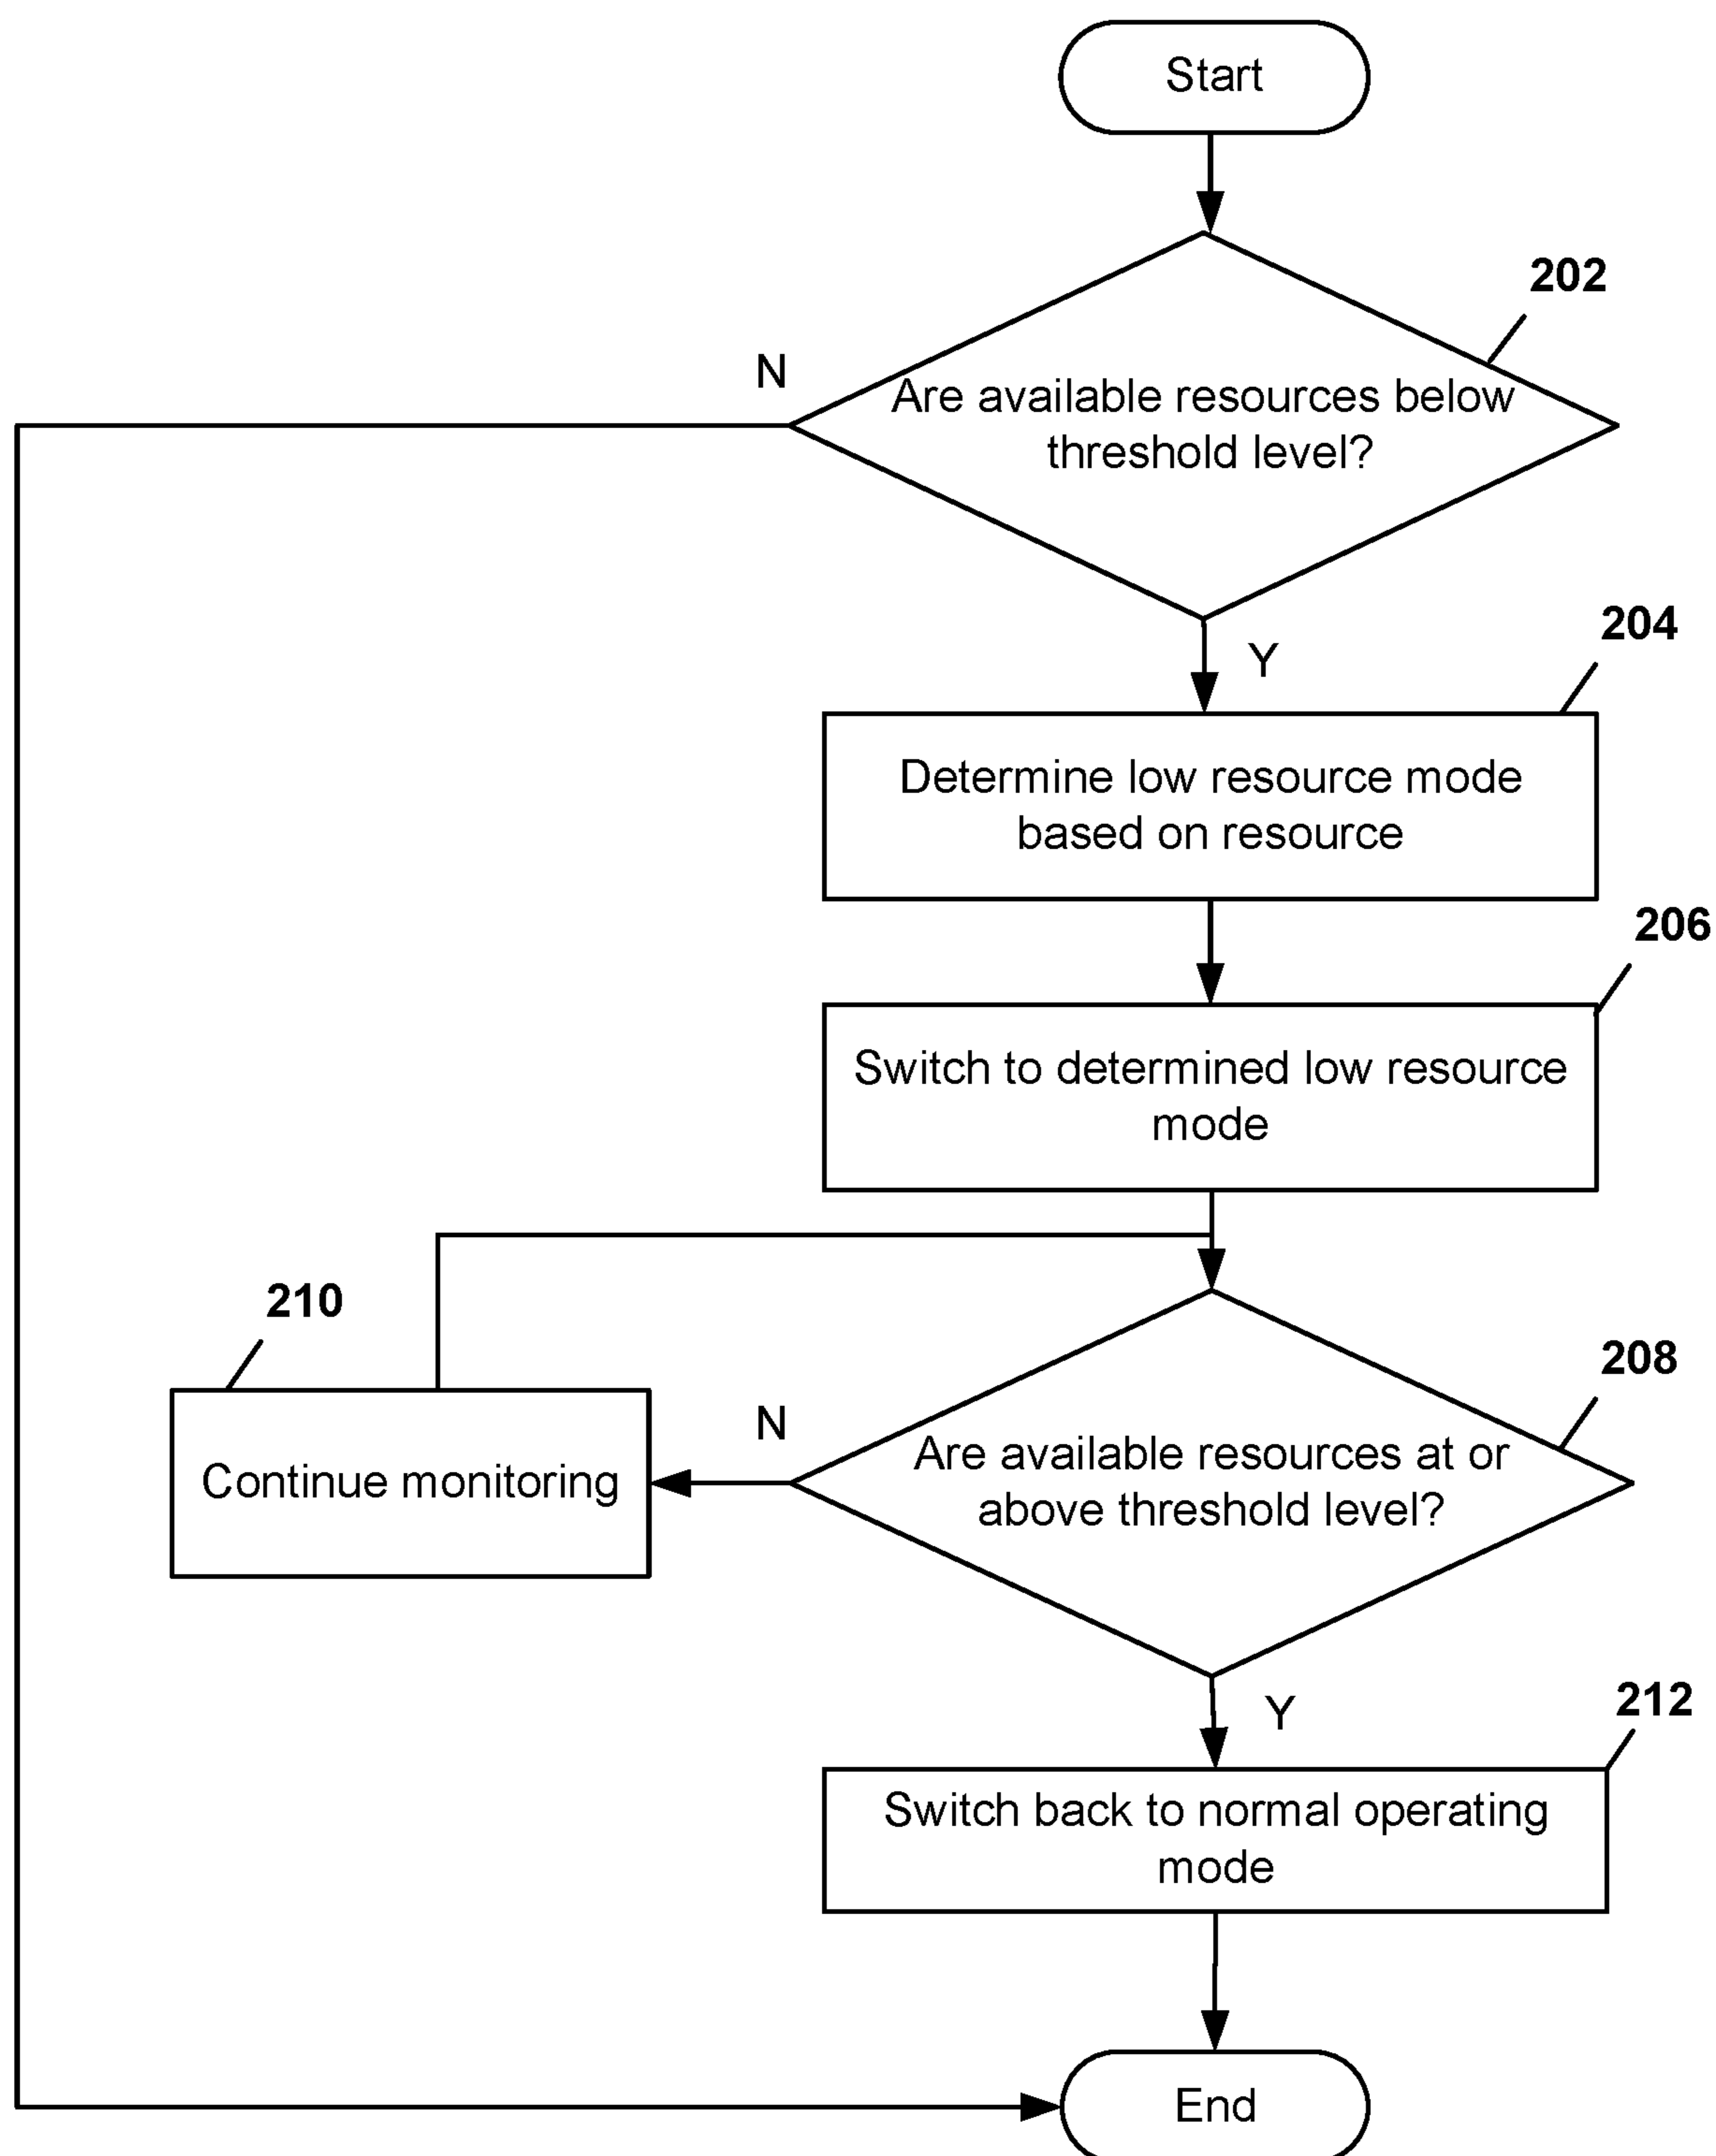 Start
202
N
Are available resources below
threshold level?
204
Y
Determine low resource mode
based on resource
206
Switch to determined low resource
mode
210
208
N
Are available resources at or
above threshold level?
Continue monitoring
212
Y
Switch back to normal operating
mode
End